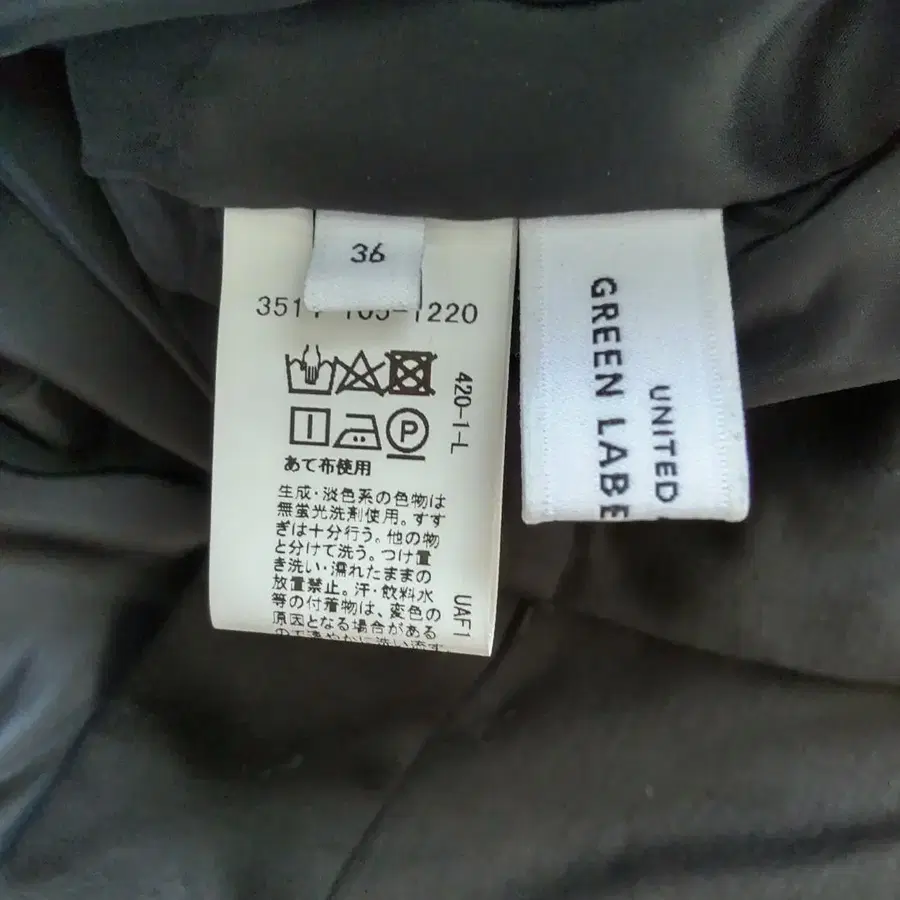 36
1220
あて布使用
生成・淡色系の色物は
無蛍光洗剤使用。すす
ぎは十分行う。他の物
と分けて洗う。つけ置
き洗い・濡れたままの
放置禁止。汗・飲料水
等の付着物は、変色の
原因となる場合がある
420-1-L
UAF1
P
UNITED
GREEN LABE